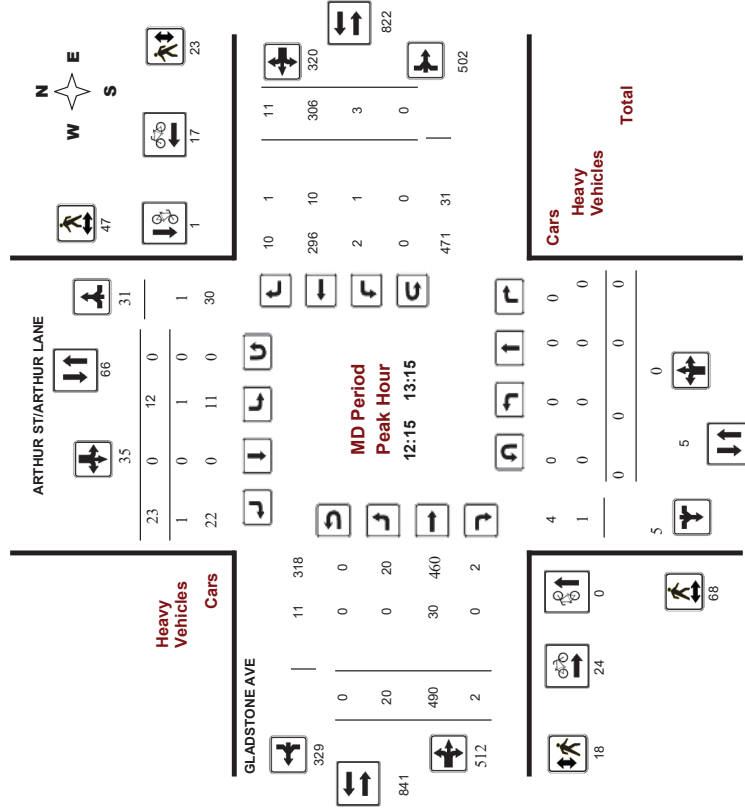 N
W E
S
822
23
320
17
502
47
1
ARTHUR ST/ARTHUR LANE
66
35
31
23 0 12 0
1 0 1 0 1
22 0 11 0 30
10 1 11
296 10 306
2 1 3
0 0 0
471 31
MD Period
Peak Hour
12:15 13:15
Heavy
Vehicles
Cars
GLADSTONE AVE
11 318
0 0 0
20 0 20
490 30 460
2 0 2
329
841
512
Cars
Heavy
Vehicles
Total
4 0 0 0 0
1 0 0 0 0
0 0 0 0
5
5
0
18
24
0
68